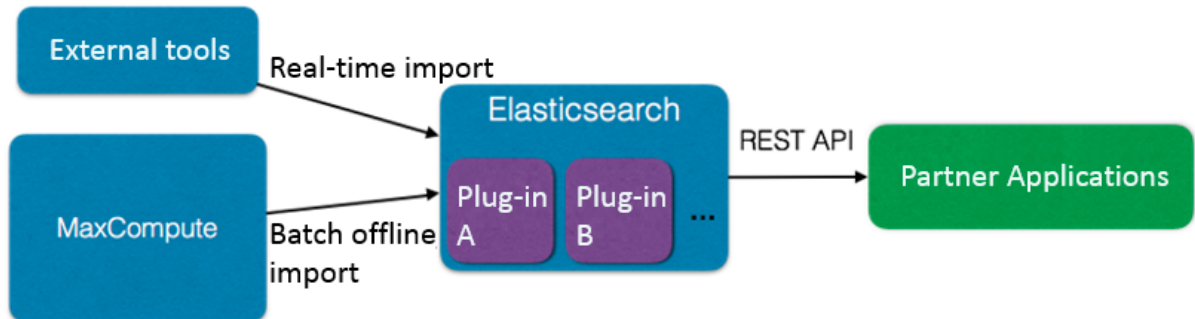 External tools
Real-time import
Elasticsearch
REST API
Partner Applications
Plug-in
A
Plug-in
B
...
MaxCompute
Batch offline
import